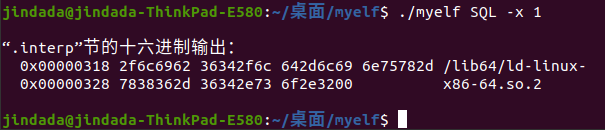 jindada@jindada-ThinkPad-E580:~/桌面/myelf$ ./myelf SQL -x 1
“.interp”节的十六进制输出：
0x00000318 2f6c6962 36342f6c 642d6c69 6e75782d /lib64/ld-linux-
0x00000328 7838362d 36342e73 6f2e3200 x86-64.so.2
jindada@jindada-ThinkPad-E580:~/桌面/myelf$